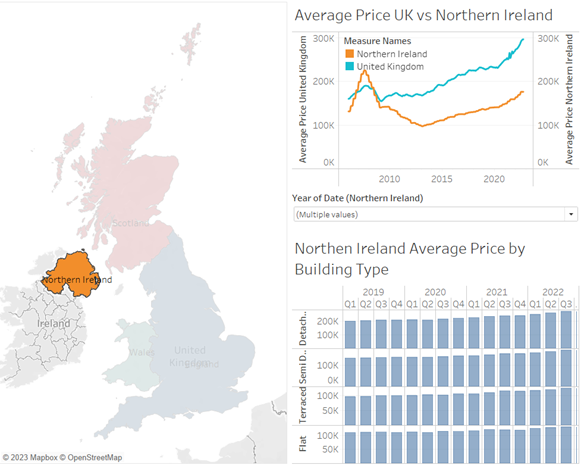 Scotland
Northern Ireland
Ireland
Wales
United
Kingdom
England
© 2023 Mapbox © OpenStreetMap
Average Price UK vs Northern Ireland
Measure Names
Northern Ireland
United Kingdom
Average Price United Kingdom
300K
200K
100K
0K
300K
200K
100K
0K
Average Price Northern Ireland
2010
2015
2020
Year of Date (Northern Ireland)
(Multiple values)
Northen Ireland Average Price by
Building Type
2019 2020 2021 2022
Q1 Q2 Q3 Q4 Q1 Q2 Q3 Q4 Q1 Q2 Q3 Q4 Q1 Q2 Q3
Detach..
200K
100K
Semi D..
100K
Terraced
100K
50K
Flat
100K
50K